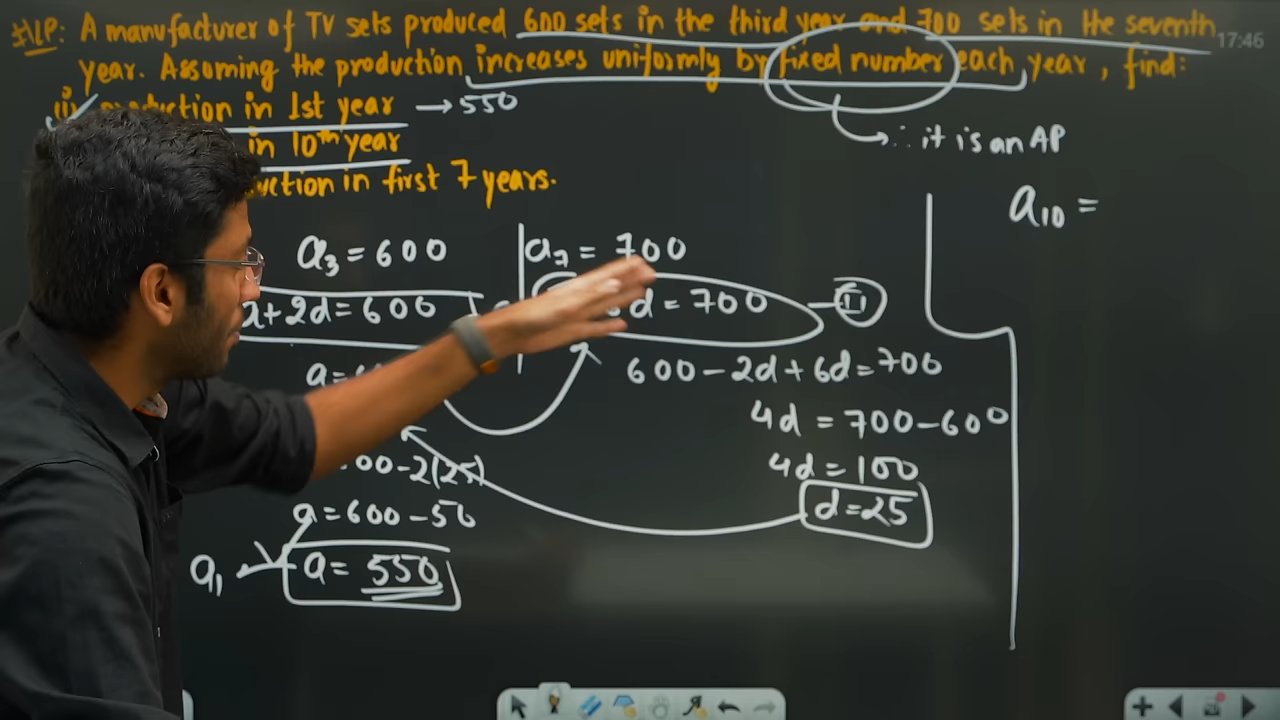 HLP: A manufacturer of TV sets produced 600 sets in the third year and 700 sets in the seventh
17:46
year. Assuming the production increases uniformly by fixed number each year, find:
(i) production in 1st year → 550
in 10th year
∴ it is an AP
uction in first 7 years.
a10 =
a3 = 600
a7 = 700
a+2d=600
d = 700 — II
a=
600-2d+6d=700
4d = 700-600
00-2(25)
4d=100
a=600-50
d=25
a1
a= 550